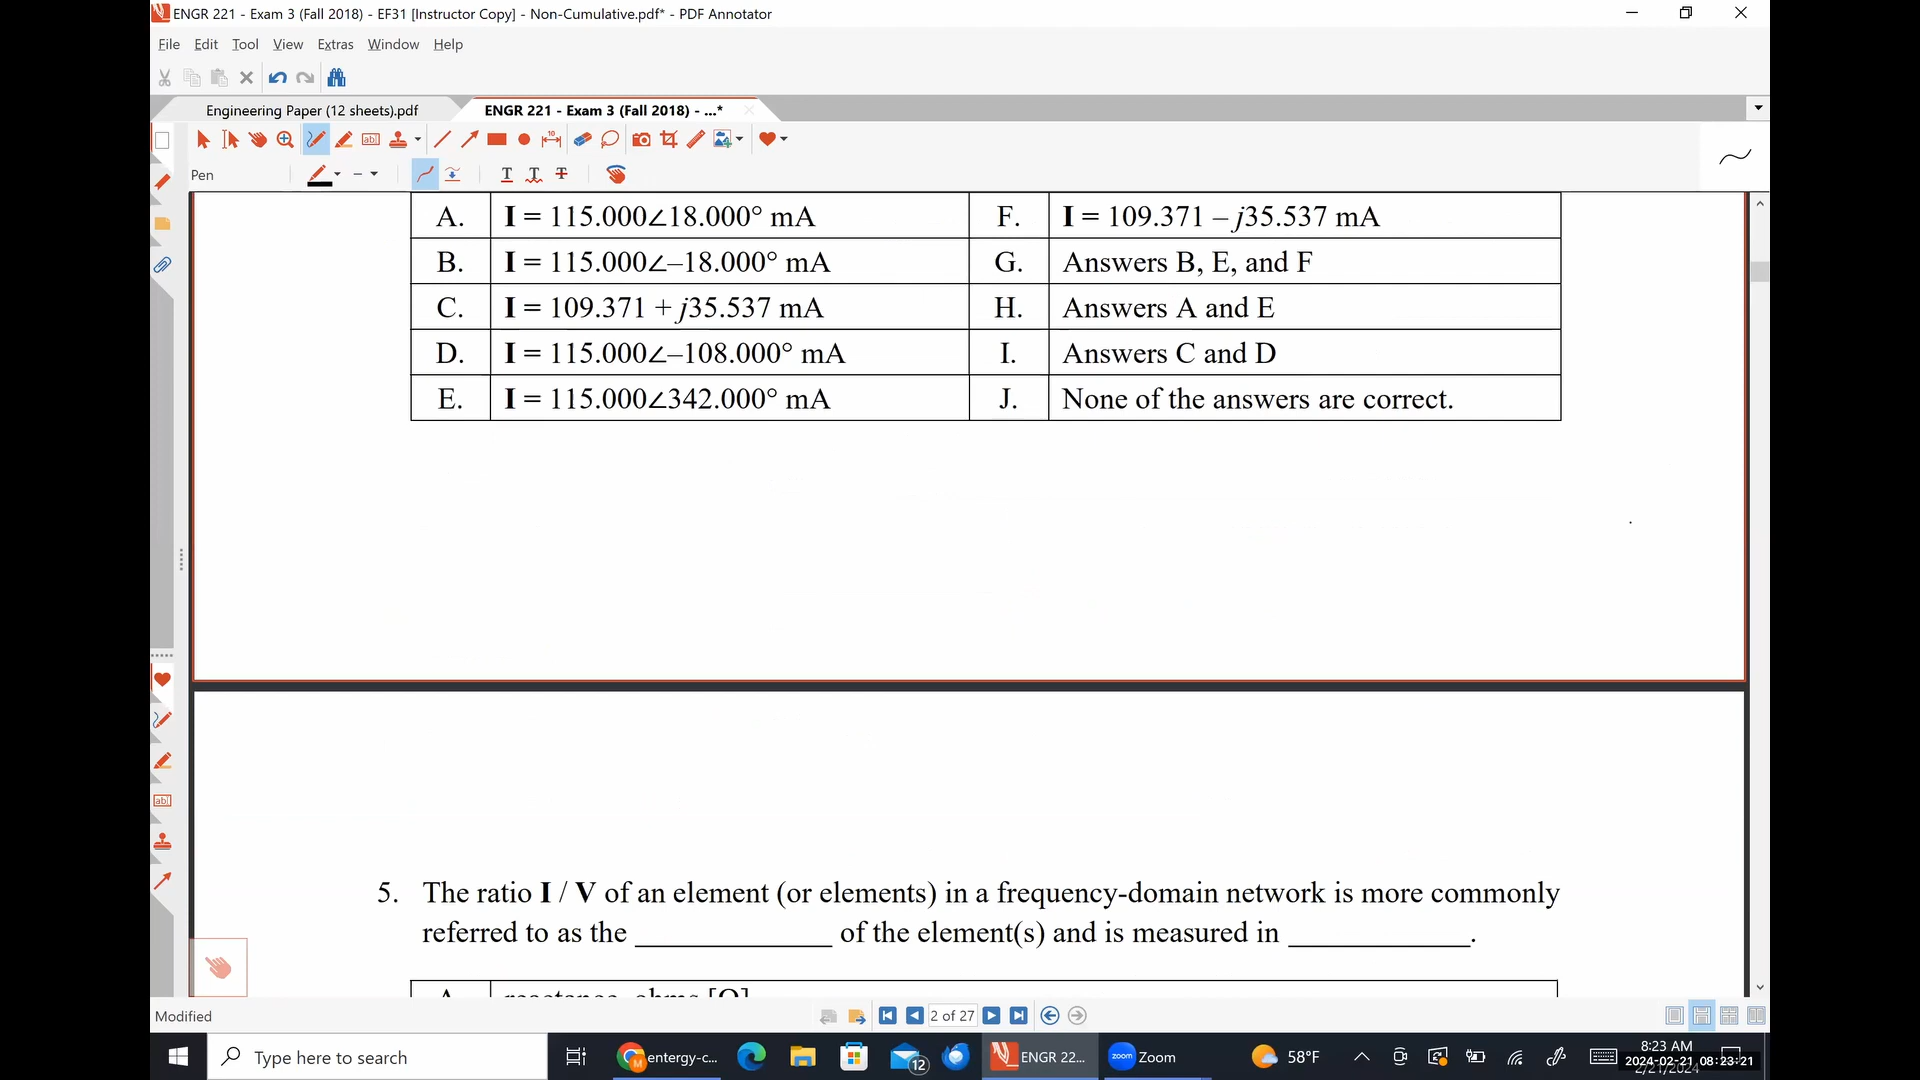 ENGR 221 - Exam 3 (Fall 2018) - EF31 [Instructor Copy] - Non-Cumulative.pdf* - PDF Annotator
File Edit Tool View Extras Window Help
Engineering Paper (12 sheets).pdf
ENGR 221 - Exam 3 (Fall 2018) - ...*
Pen
A. I = 115.000∠18.000° mA F. I = 109.371 – j35.537 mA
B. I = 115.000∠–18.000° mA G. Answers B, E, and F
C. I = 109.371 + j35.537 mA H. Answers A and E
D. I = 115.000∠–108.000° mA I. Answers C and D
E. I = 115.000∠342.000° mA J. None of the answers are correct.
5. The ratio I / V of an element (or elements) in a frequency-domain network is more commonly
referred to as the ______________ of the element(s) and is measured in _____________.
A. reactance, ohms [Ω]
Modified
2 of 27
Type here to search
entergy-c...
12
ENGR 22...
zoom
Zoom
58°F
8:23 AM
2024-02-21, 08:23:21